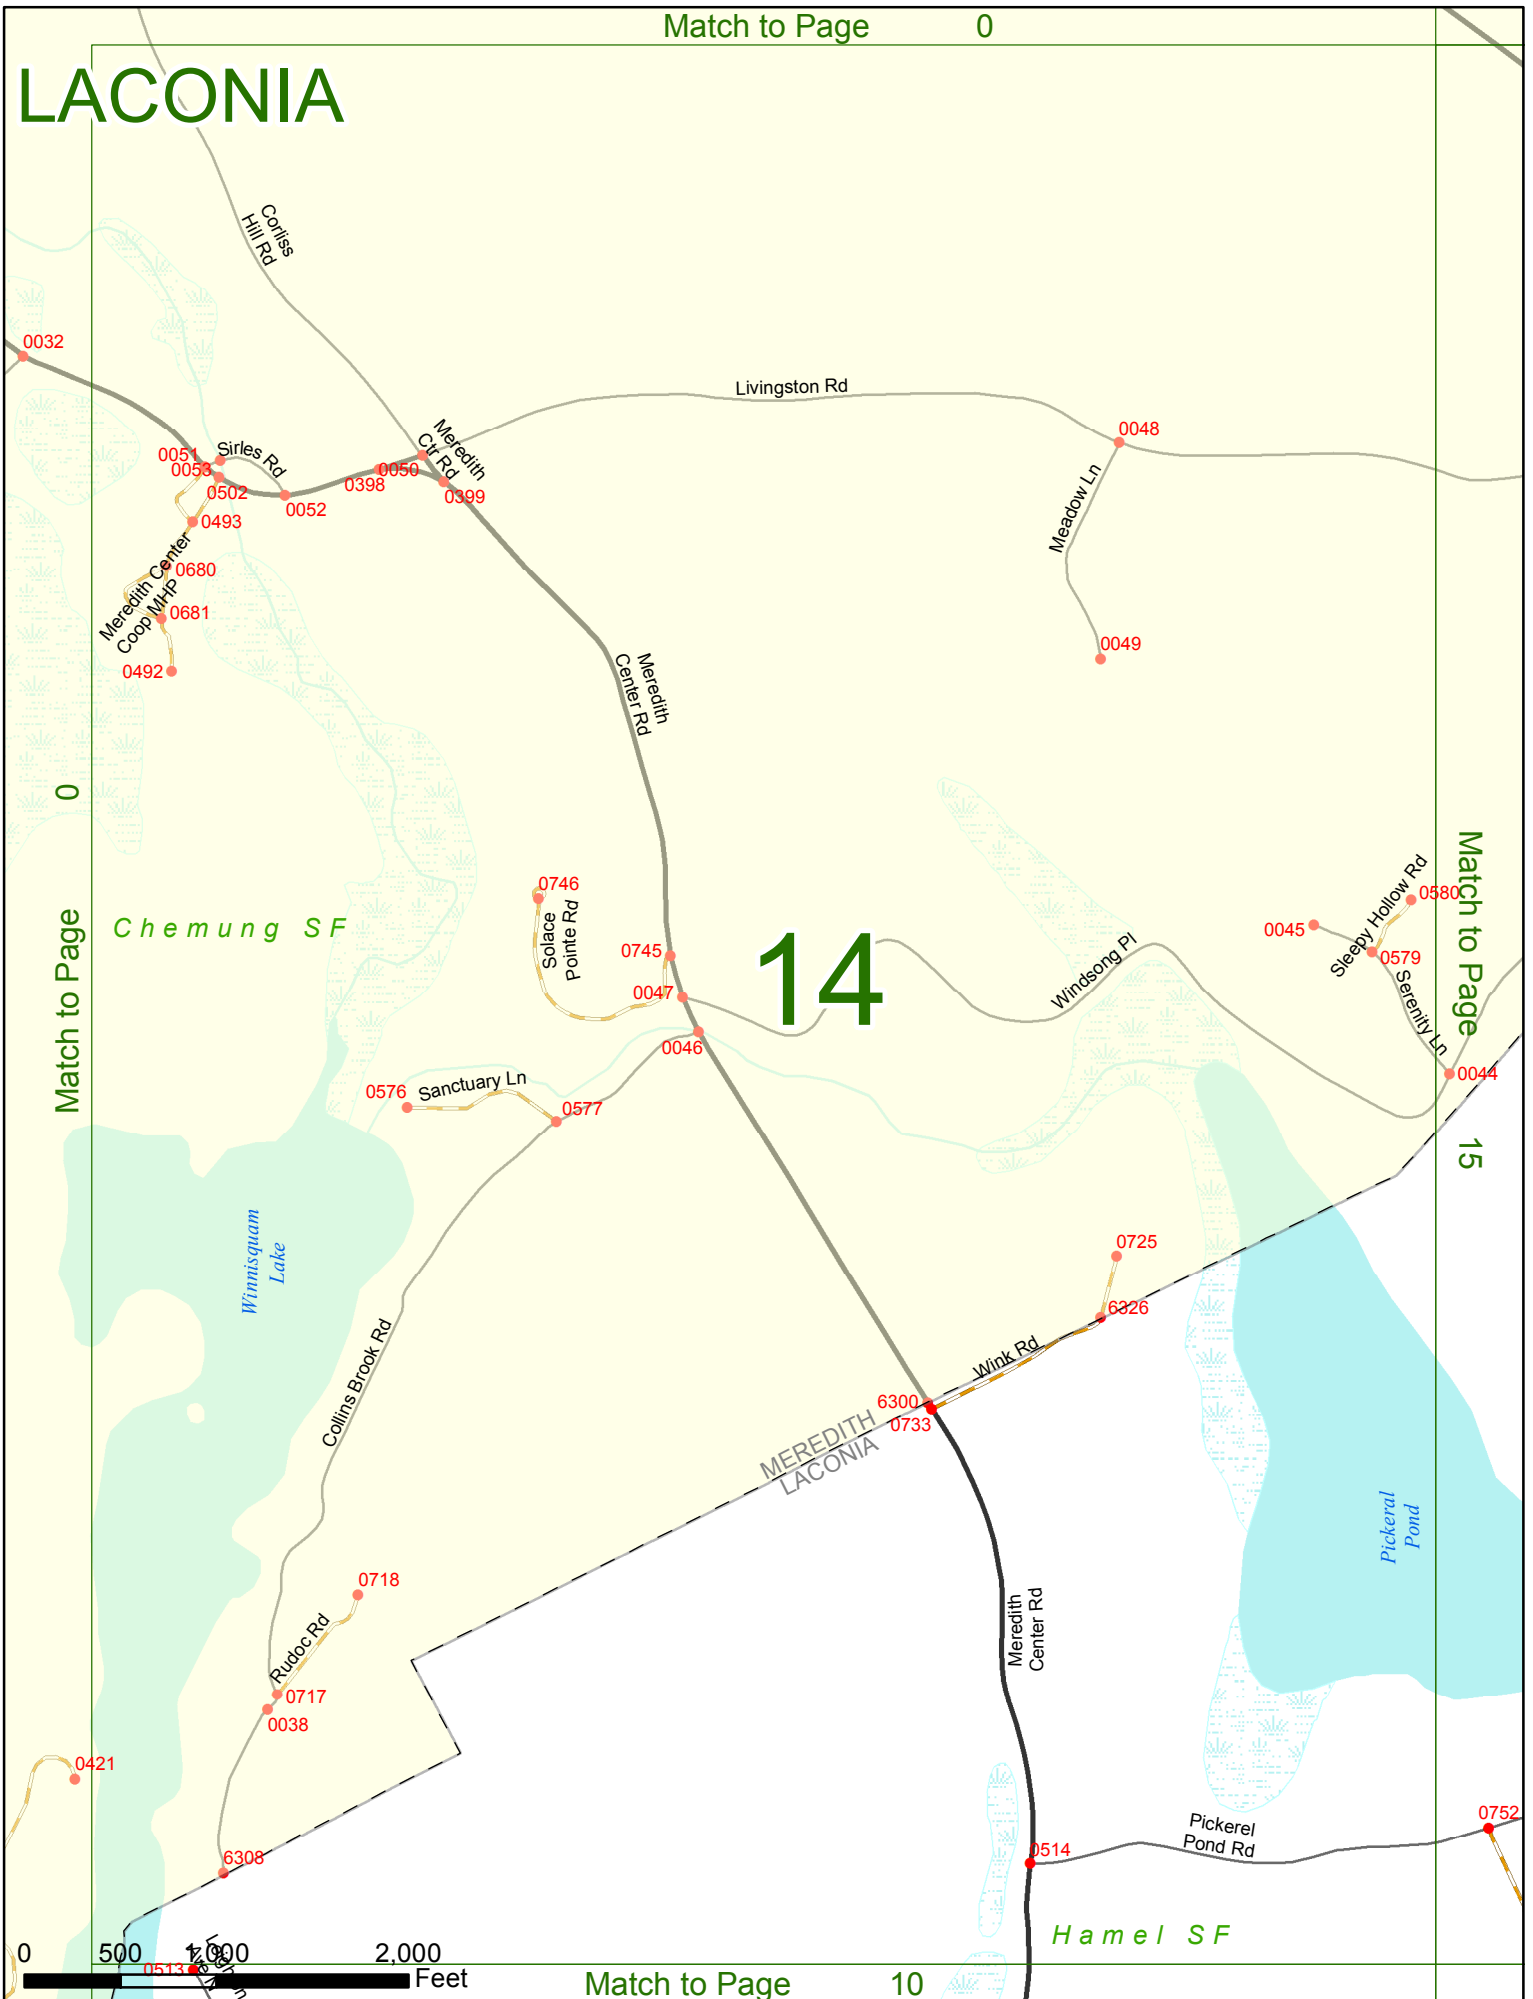 Match to Page 0
LACONIA
Corliss
Hill Rd
0032
Livingston Rd
0048
Meredith
Ctr Rd
0051
Sirles Rd
0053
0050
0398
0399
0502
0052
0493
Meadow Ln
Meredith Center
Coop MHP
0680
0681
0492
0049
Meredith
Center Rd
Match to Page 0
Chemung SF
0746
Solace
Pointe Rd
0745
14
0047
0046
Windsong Pl
0045
Sleepy Hollow Rd
0580
0579
Serenity Ln
0044
Match to Page 15
0576
Sanctuary Ln
0577
Winnisquam
Lake
0725
6326
Wink Rd
6300
0733
Collins Brook Rd
MEREDITH
LACONIA
Pickeral
Pond
0718
Rudoc Rd
0717
0038
Meredith
Center Rd
0421
6308
0514
Pickerel
Pond Rd
0752
Hamel SF
0 500 1,000 2,000
Feet
0513
Match to Page 10